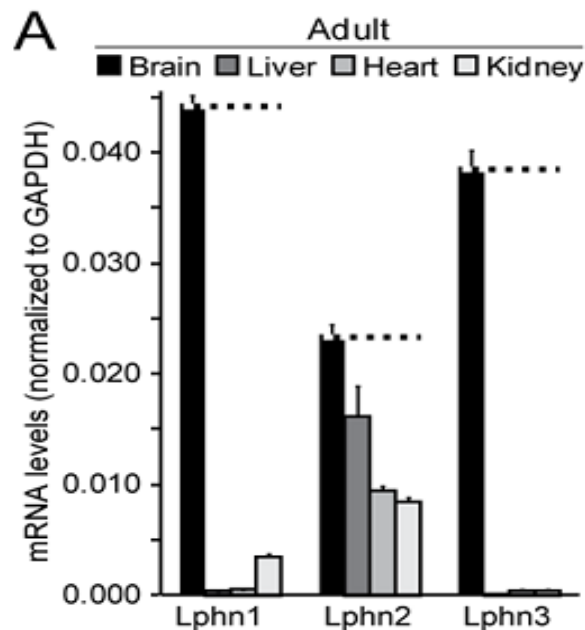 A
Adult
Brain Liver Heart Kidney
mRNA levels (normalized to GAPDH)
0.040
0.030
0.020
0.010
0.000
Lphn1 Lphn2 Lphn3